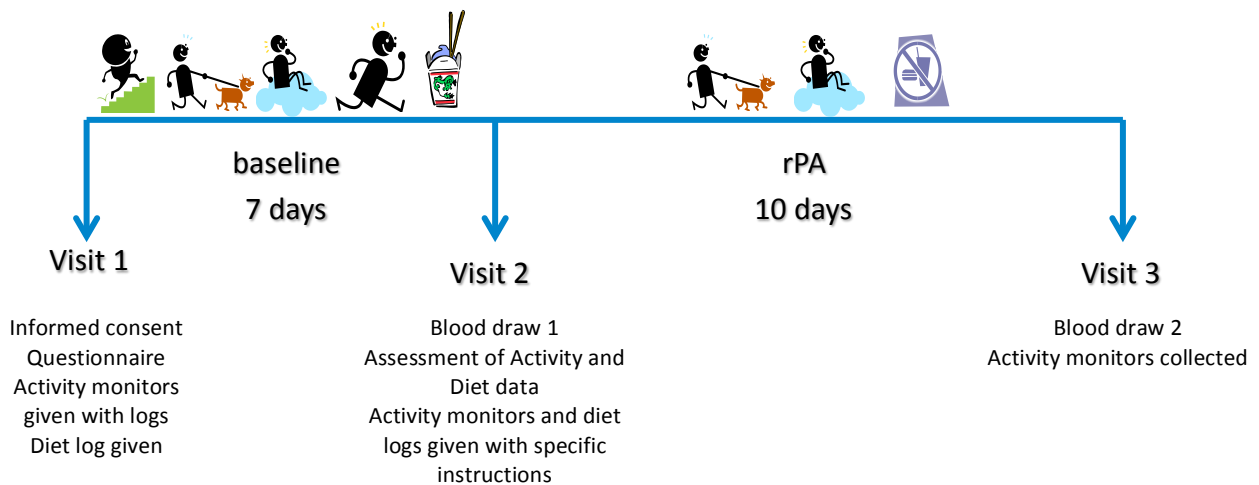 baseline
7 days
rPA
10 days
Visit 1
Informed consent
Questionnaire
Activity monitors
given with logs
Diet log given
Visit 2
Blood draw 1
Assessment of Activity and
Diet data
Activity monitors and diet
logs given with specific
instructions
Visit 3
Blood draw 2
Activity monitors collected